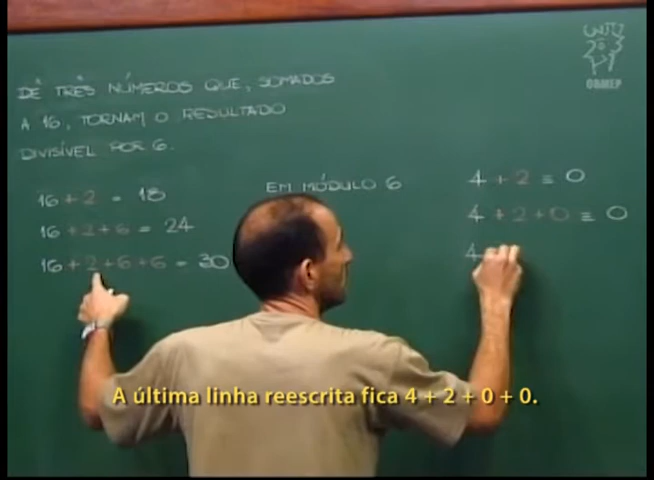 OBMEP
DÊ TRÊS NÚMEROS QUE, SOMADOS
A 16, TORNAM O RESULTADO
DIVISÍVEL POR 6.
16 + 2 = 18
16 + 2 + 6 = 24
16 + 2 + 6 + 6 = 30
EM MÓDULO 6
4 + 2 ≡ 0
4 + 2 + 0 ≡ 0
4
A última linha reescrita fica 4 + 2 + 0 + 0.